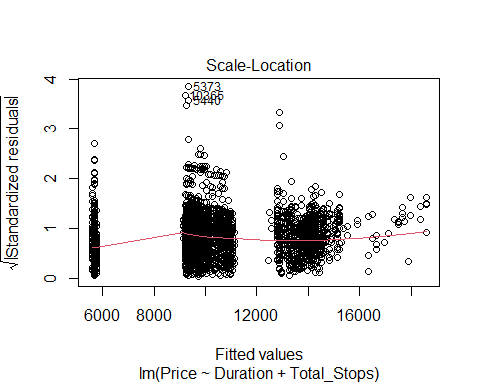 Scale-Location
√|Standardized residuals|
4
3
2
1
0
5373
10365
5440
6000 8000 12000 16000
Fitted values
lm(Price ~ Duration + Total_Stops)